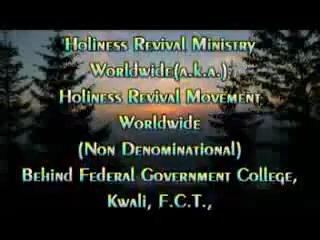 Holiness Revival Ministry
Worldwide(a.k.a.):
Holiness Revival Movement
Worldwide
(Non Denominational)
Behind Federal Government College,
Kwali, F.C.T.,